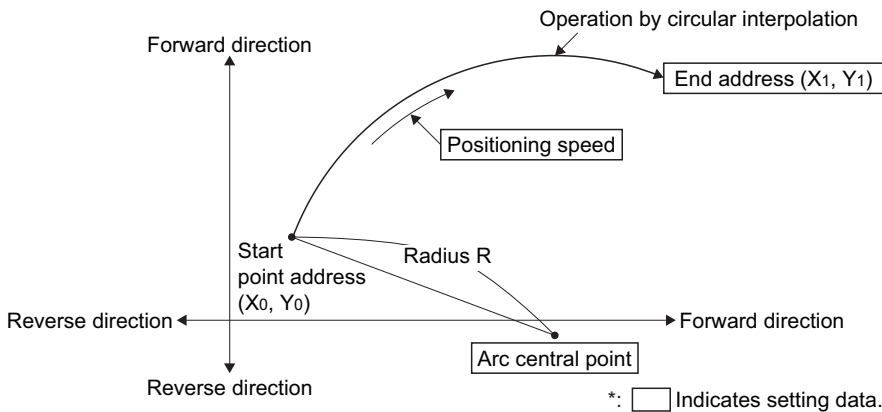 Operation by circular interpolation
Forward direction
End address (X1, Y1)
Positioning speed
Start
point address
(X0, Y0)
Radius R
Reverse direction
Forward direction
Arc central point
Reverse direction
*: Indicates setting data.